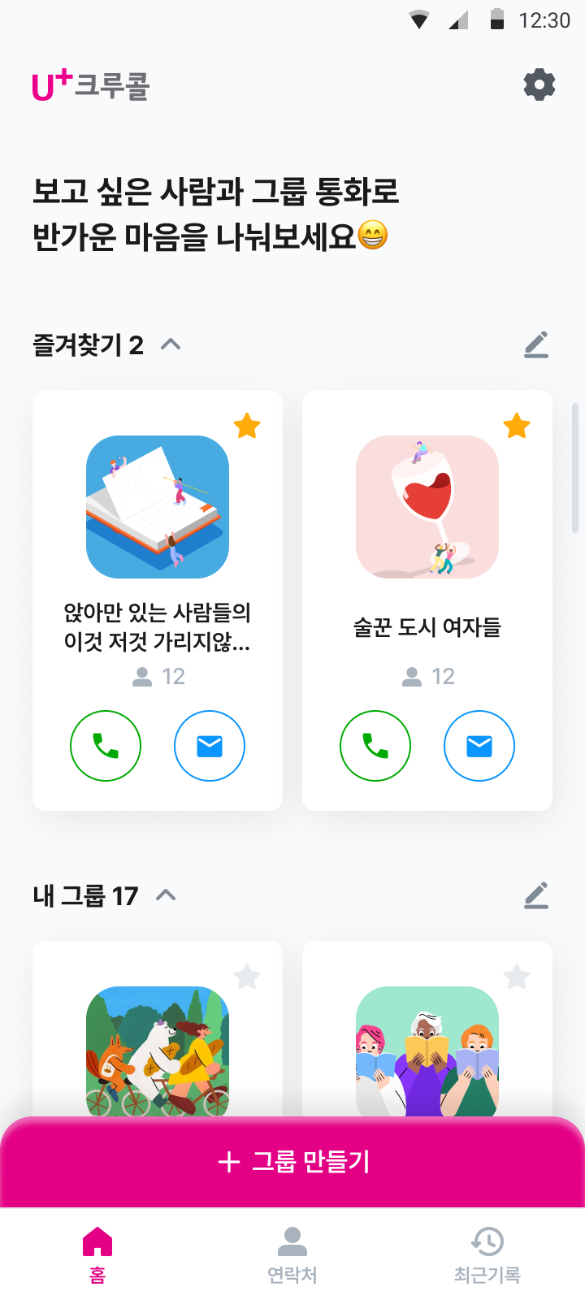 12:30
U+크루콜
보고 싶은 사람과 그룹 통화로
반가운 마음을 나눠보세요😁
즐겨찾기 2
앉아만 있는 사람들의
이것 저것 가리지않...
12
술꾼 도시 여자들
12
내 그룹 17
+ 그룹 만들기
홈
연락처
최근기록